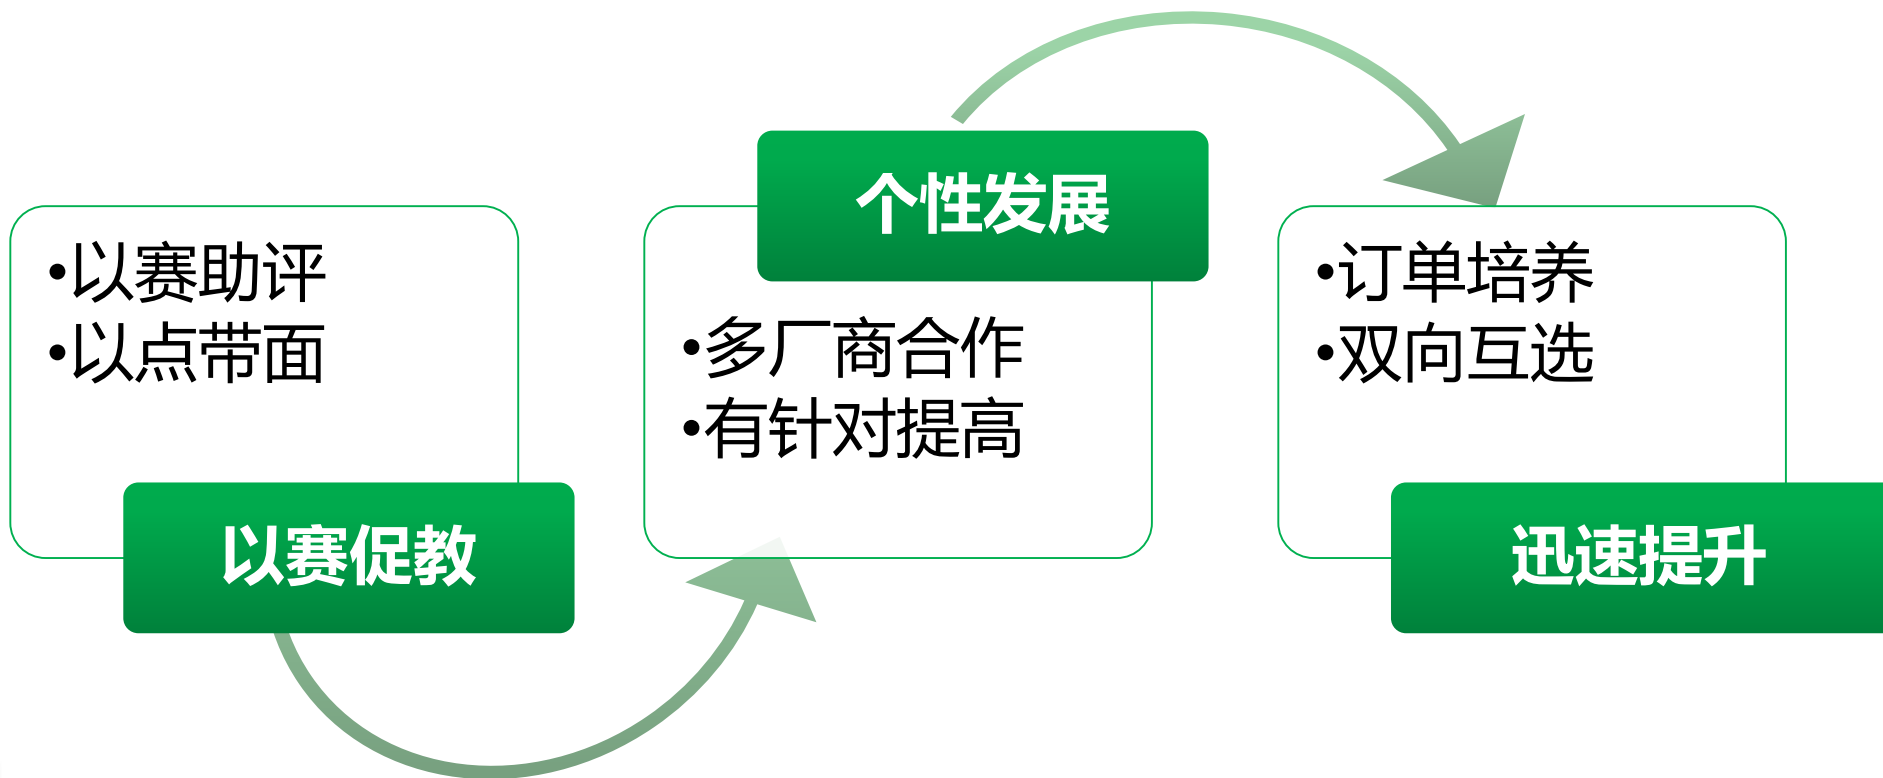 •以赛助评
•以点带面
以赛促教
个性发展
•多厂商合作
•有针对提高
•订单培养
•双向互选
迅速提升